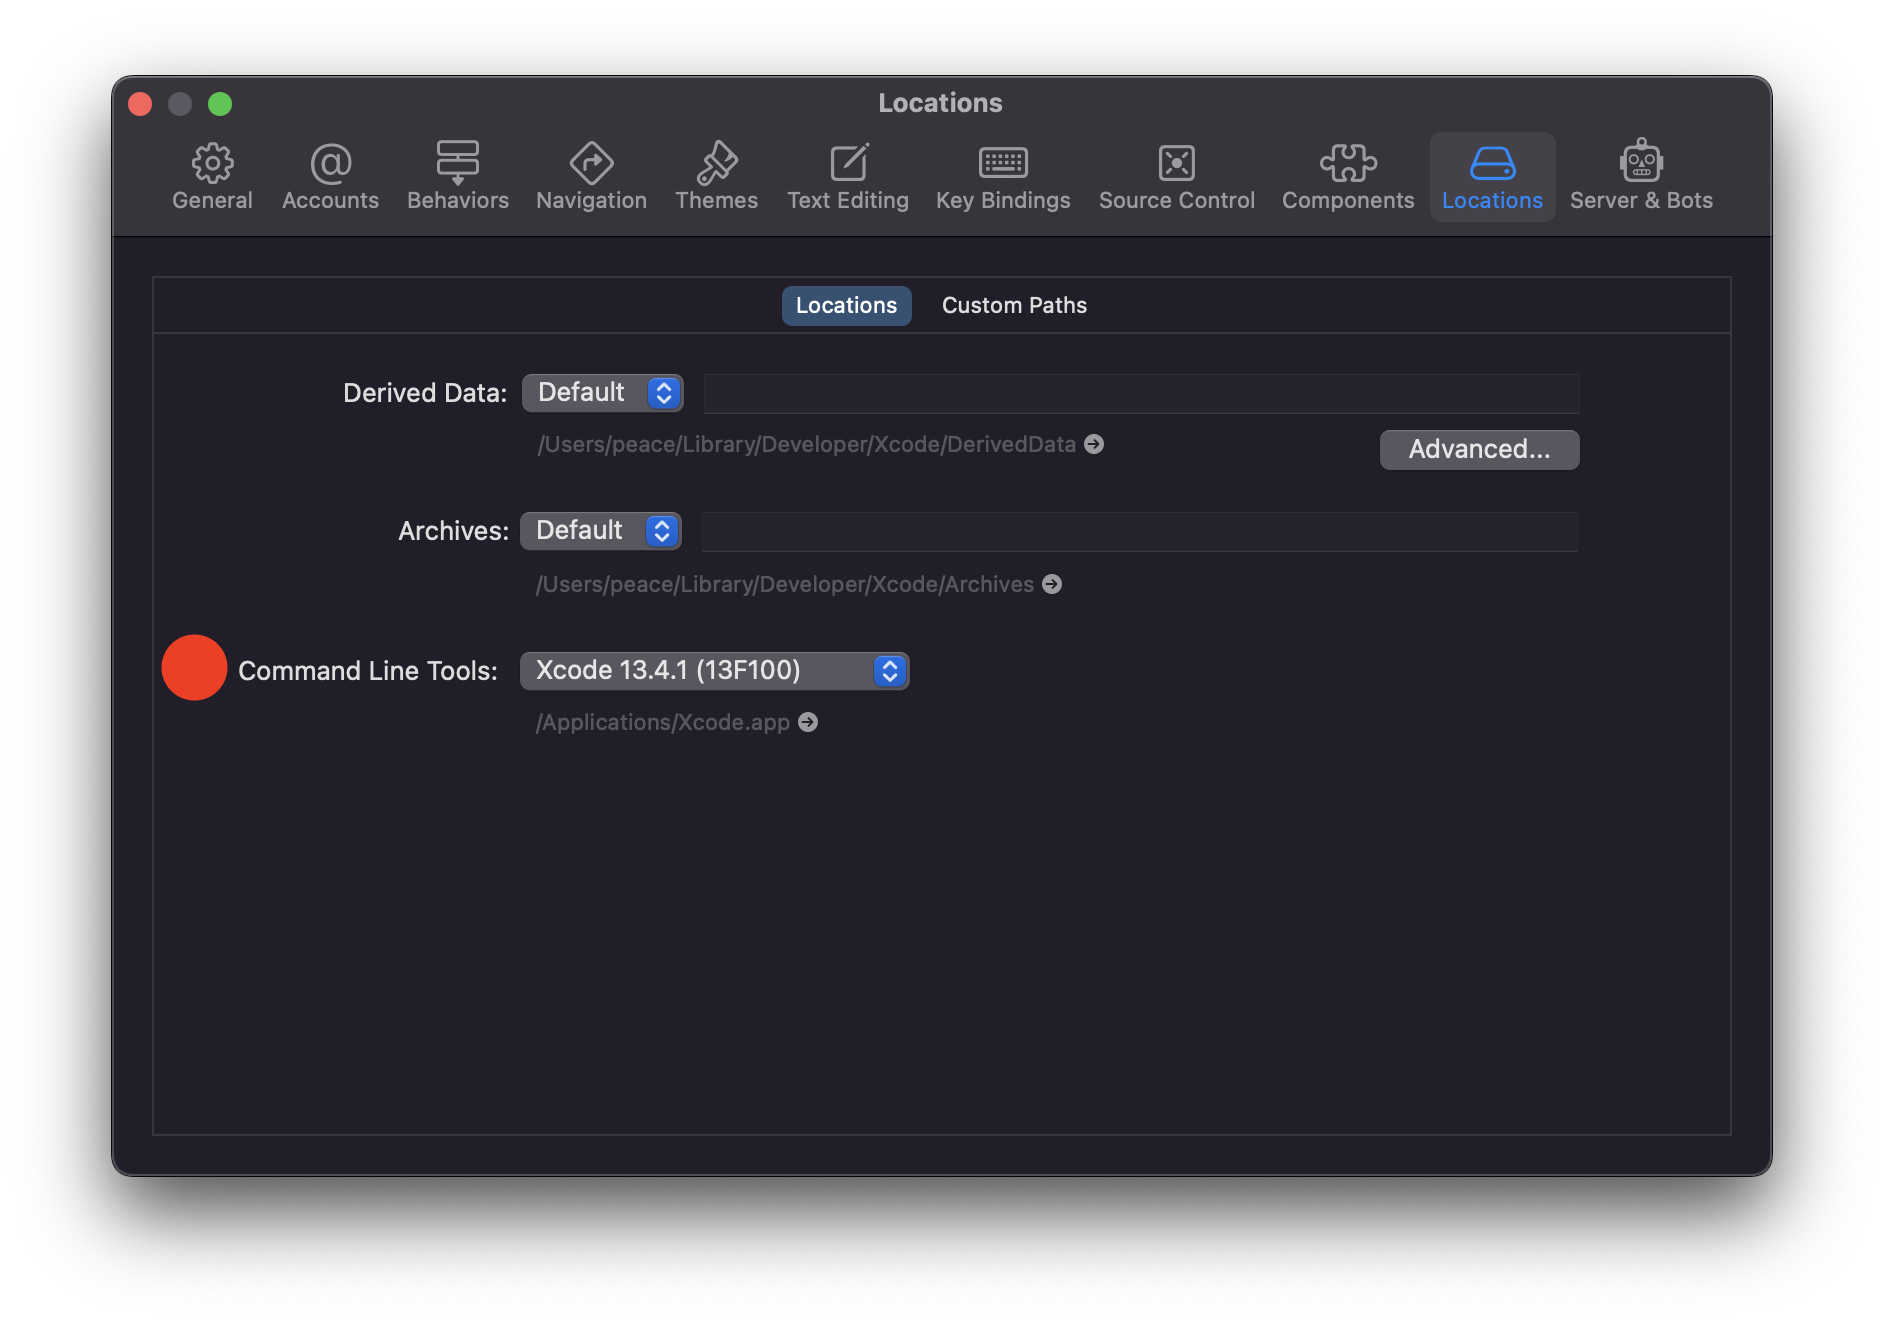 Locations
General Accounts Behaviors Navigation Themes Text Editing Key Bindings Source Control Components Locations Server & Bots
Locations Custom Paths
Derived Data: Default
/Users/peace/Library/Developer/Xcode/DerivedData
Advanced...
Archives: Default
/Users/peace/Library/Developer/Xcode/Archives
Command Line Tools: Xcode 13.4.1 (13F100)
/Applications/Xcode.app